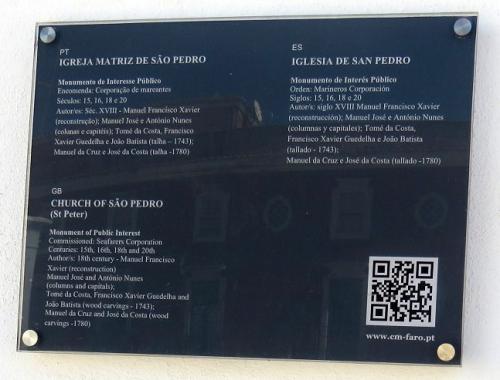 PT
IGREJA MATRIZ DE SÃO PEDRO
Monumento de Interesse Público
Encomenda: Corporação de mareantes
Séculos: 15, 16, 18 e 20
Autor/es: Séc. XVIII - Manuel Francisco Xavier
(reconstrução); Manuel José e António Nunes
(colunas e capitéis); Tomé da Costa, Francisco
Xavier Guedelha e João Batista (talha – 1743);
Manuel da Cruz e José da Costa (talha -1780)
ES
IGLESIA DE SAN PEDRO
Monumento de Interés Público
Orden: Marineros Corporación
Siglos: 15, 16, 18 e 20
Autor/s: siglo XVIII Manuel Francisco Xavier
(reconstrucción); Manuel José e António Nunes
(columnas y capitales); Tomé da Costa,
Francisco Xavier Guedelha e João Batista
(tallado - 1743);
Manuel da Cruz e José da Costa (tallado -1780)
GB
CHURCH OF SÃO PEDRO
(St Peter)
Monument of Public Interest
Commissioned: Seafarers Corporation
Centuries: 15th, 16th, 18th and 20th
Author/s: 18th century - Manuel Francisco
Xavier (reconstruction)
Manuel José and António Nunes
(columns and capitals);
Tomé da Costa, Francisco Xavier Guedelha and
João Batista (wood carvings - 1743);
Manuel da Cruz and José da Costa (wood
carvings -1780)
www.cm-faro.pt